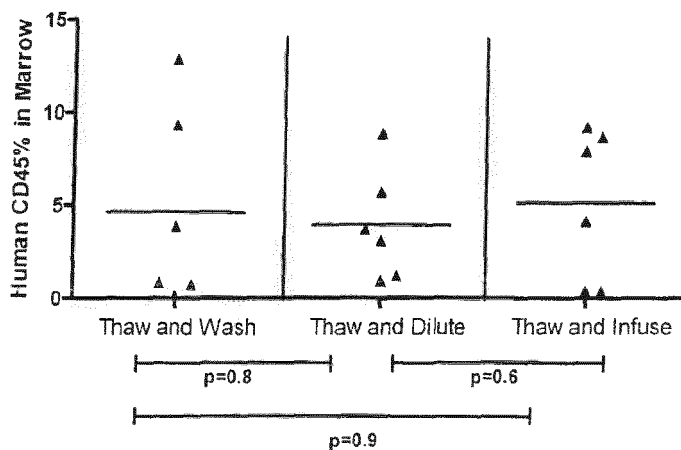 15
10
5
0
Human CD45% in Marrow
Thaw and Wash
Thaw and Dilute
Thaw and Infuse
p=0.8
p=0.6
p=0.9